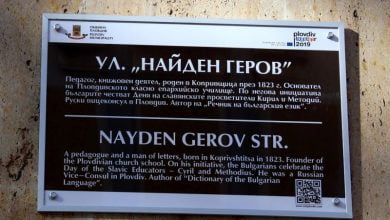 ОБЩИНА
ПЛОВДИВ
PLOVDIV
MUNICIPALITY
plovdiv
2019
УЛ. „НАЙДЕН ГЕРОВ”
Педагог, книжовен деятел, роден в Копривщица през 1823 г. Основател
на Пловдивското класно епархийско училище. По негова инициатива
българите честват Деня на славянските просветители Кирил и Методий.
Руски вицеконсул в Пловдив. Автор на „Речник на българския език”.
NAYDEN GEROV STR.
A pedagogue and a man of letters, born in Koprivshtitsa in 1823. Founder of
the Plovdivian church school. On his initiative, the Bulgarians celebrate the
Day of the Slavic Educators – Cyril and Methodius. He was a Russian
Vice–Consul in Plovdiv. Author of “Dictionary of the Bulgarian
Language”.